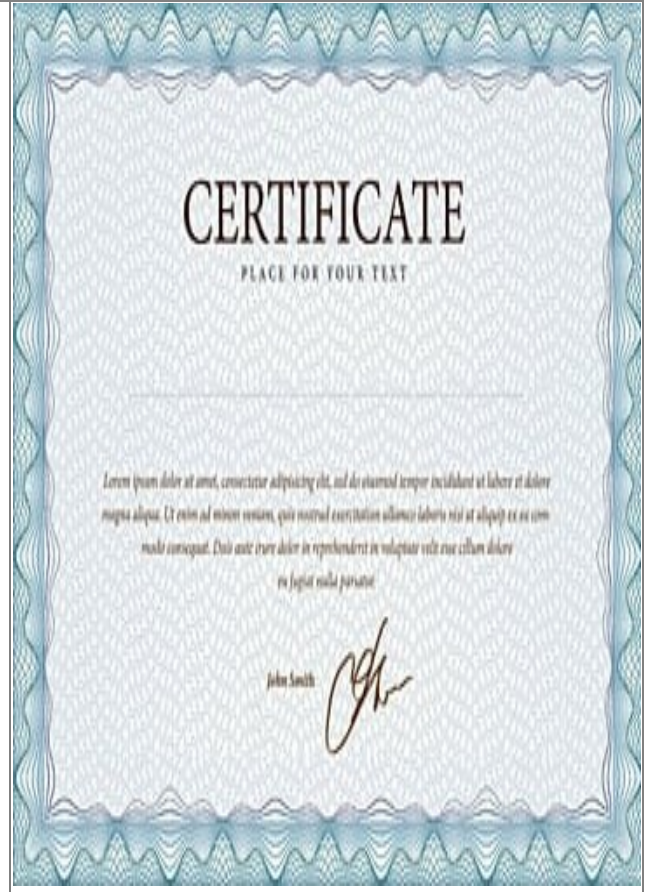 CERTIFICATE
PLACE FOR YOUR TEXT
Lorem ipsum dolor sit amet, consectetur adipisicing elit, sed do eiusmod tempor incididunt ut labore et dolore
magna aliqua. Ut enim ad minim veniam, quis nostrud exercitation ullamco laboris nisi ut aliquip ex ea com-
modo consequat. Duis aute irure dolor in reprehenderit in voluptate velit esse cillum dolore
eu fugiat nulla pariatur
John Smith